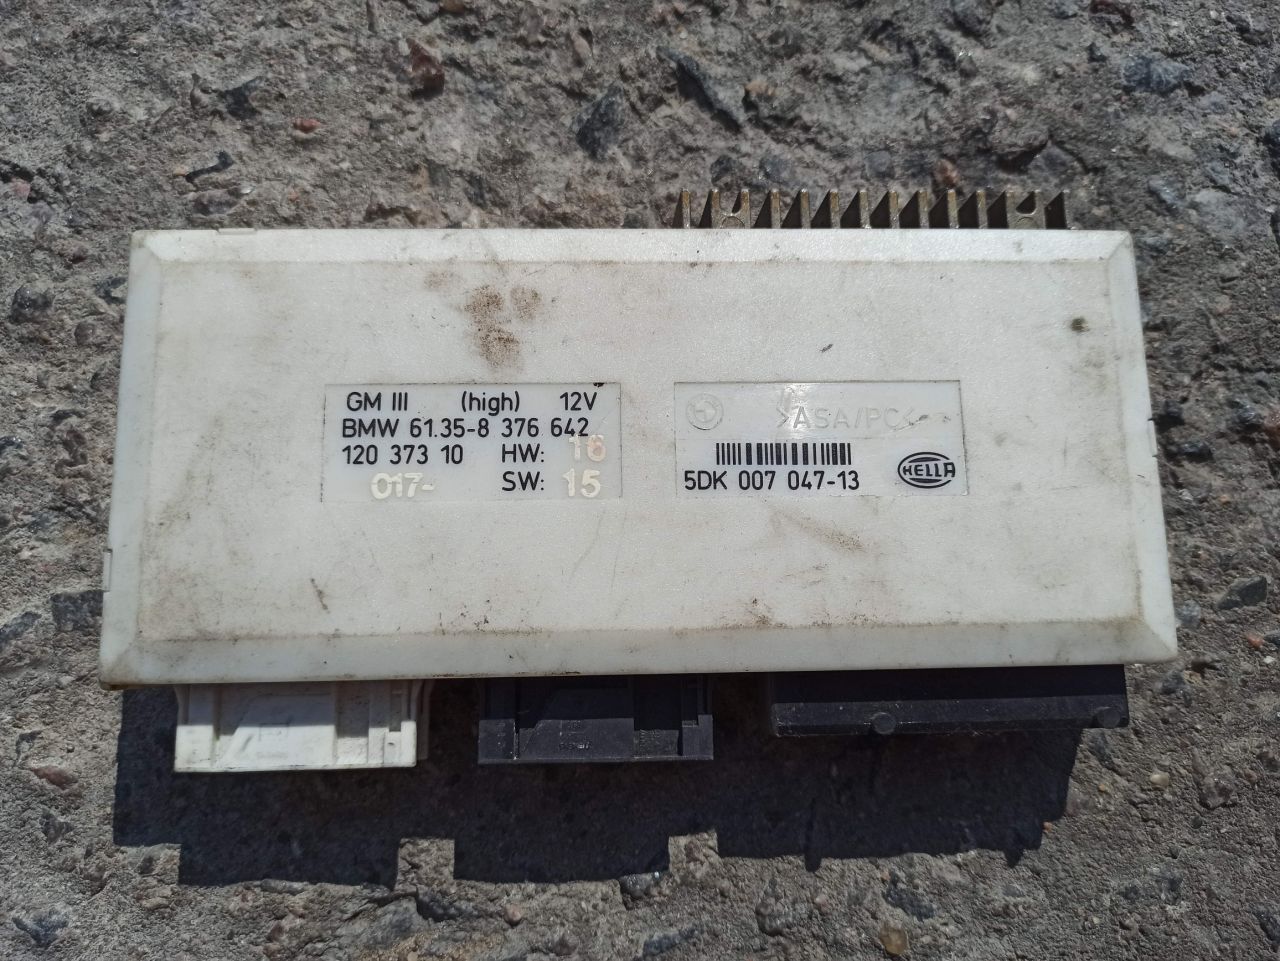 GM III (high) 12V
BMW 61.35-8 376 642
120 373 10 HW: 16
017- SW: 15
>ASA/PC<
5DK 007 047-13
HELLA